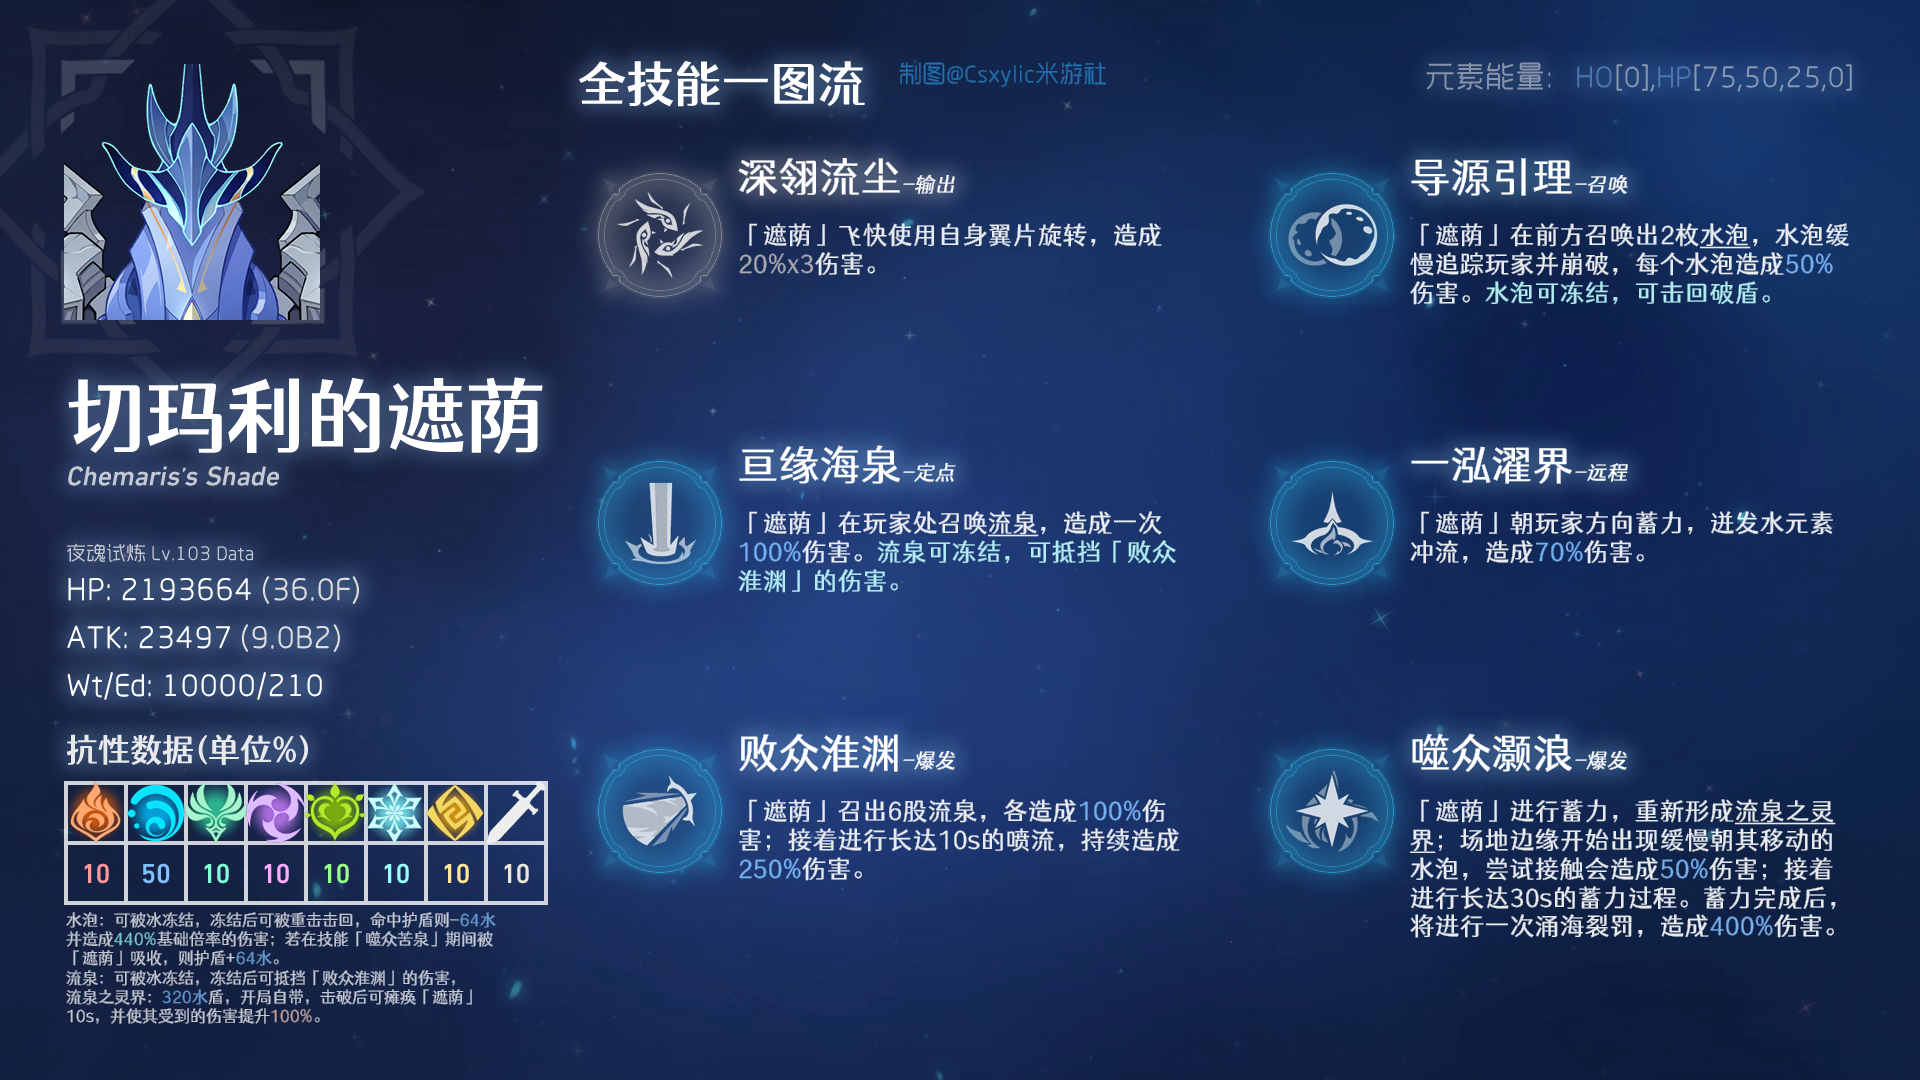 全技能一图流
制图@Csxylic米游社
元素能量: HO[0],HP[75,50,25,0]
切玛利的遮荫
Chemaris's Shade
夜魂试炼 Lv.103 Data
HP: 2193664 (36.0F)
ATK: 23497 (9.0B2)
Wt/Ed: 10000/210
抗性数据(单位%)
10 50 10 10 10 10 10 10
水泡：可被冰冻结，冻结后可被重击击回，命中护盾则-64水
并造成440%基础倍率的伤害；若在技能「噬众苦泉」期间被
「遮荫」吸收，则护盾+64水。
流泉：可被冰冻结，冻结后可抵挡「败众淮渊」的伤害，
流泉之灵界：320水盾，开局自带，击破后可瘫痪「遮荫」
10s，并使其受到的伤害提升100%。
深翎流尘-输出
「遮荫」飞快使用自身翼片旋转，造成
20%x3伤害。
导源引理-召唤
「遮荫」在前方召唤出2枚水泡，水泡缓
慢追踪玩家并崩破，每个水泡造成50%
伤害。水泡可冻结，可击回破盾。
亘缘海泉-定点
「遮荫」在玩家处召唤流泉，造成一次
100%伤害。流泉可冻结，可抵挡「败众
淮渊」的伤害。
一泓濯界-远程
「遮荫」朝玩家方向蓄力，迸发水元素
冲流，造成70%伤害。
败众淮渊-爆发
「遮荫」召出6股流泉，各造成100%伤
害；接着进行长达10s的喷流，持续造成
250%伤害。
噬众灏浪-爆发
「遮荫」进行蓄力，重新形成流泉之灵
界；场地边缘开始出现缓慢朝其移动的
水泡，尝试接触会造成50%伤害；接着
进行长达30s的蓄力过程。蓄力完成后，
将进行一次涌海裂罚，造成400%伤害。